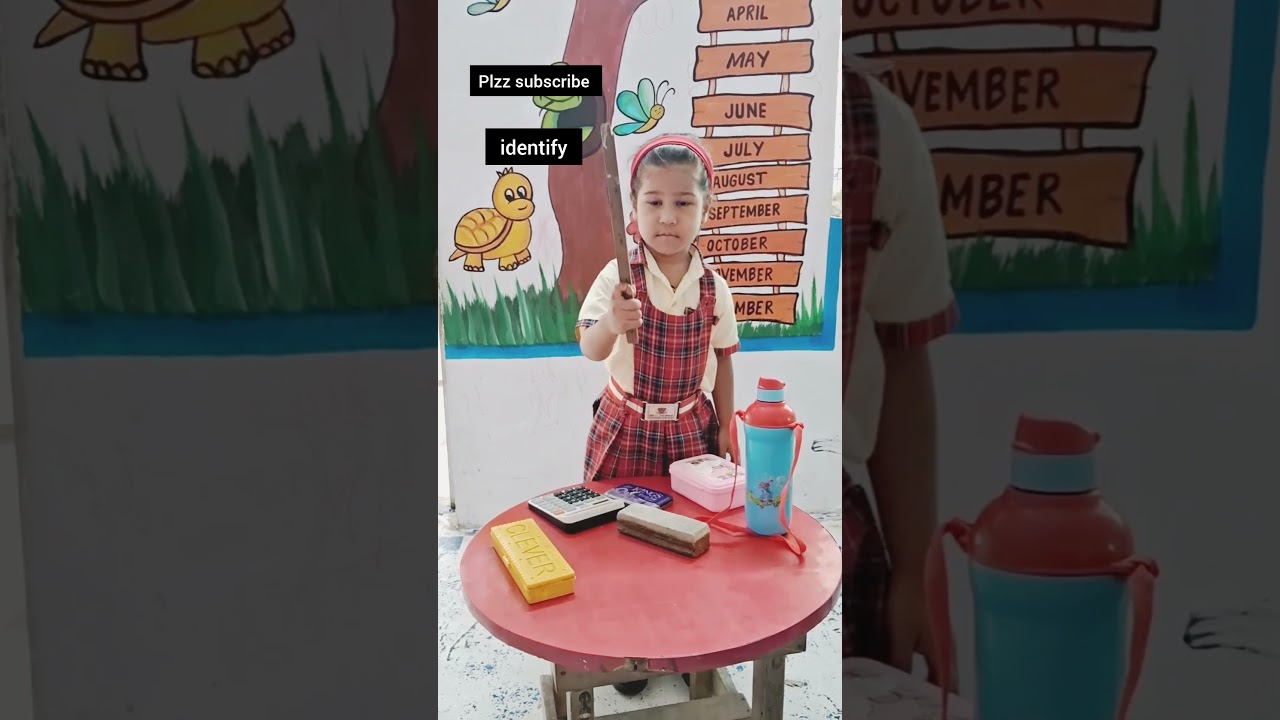 Plzz subscribe
identify
APRIL
MAY
JUNE
JULY
AUGUST
SEPTEMBER
OCTOBER
VEMBER
MBER
CLEVER
OCTOBER
VEMBER
MBER